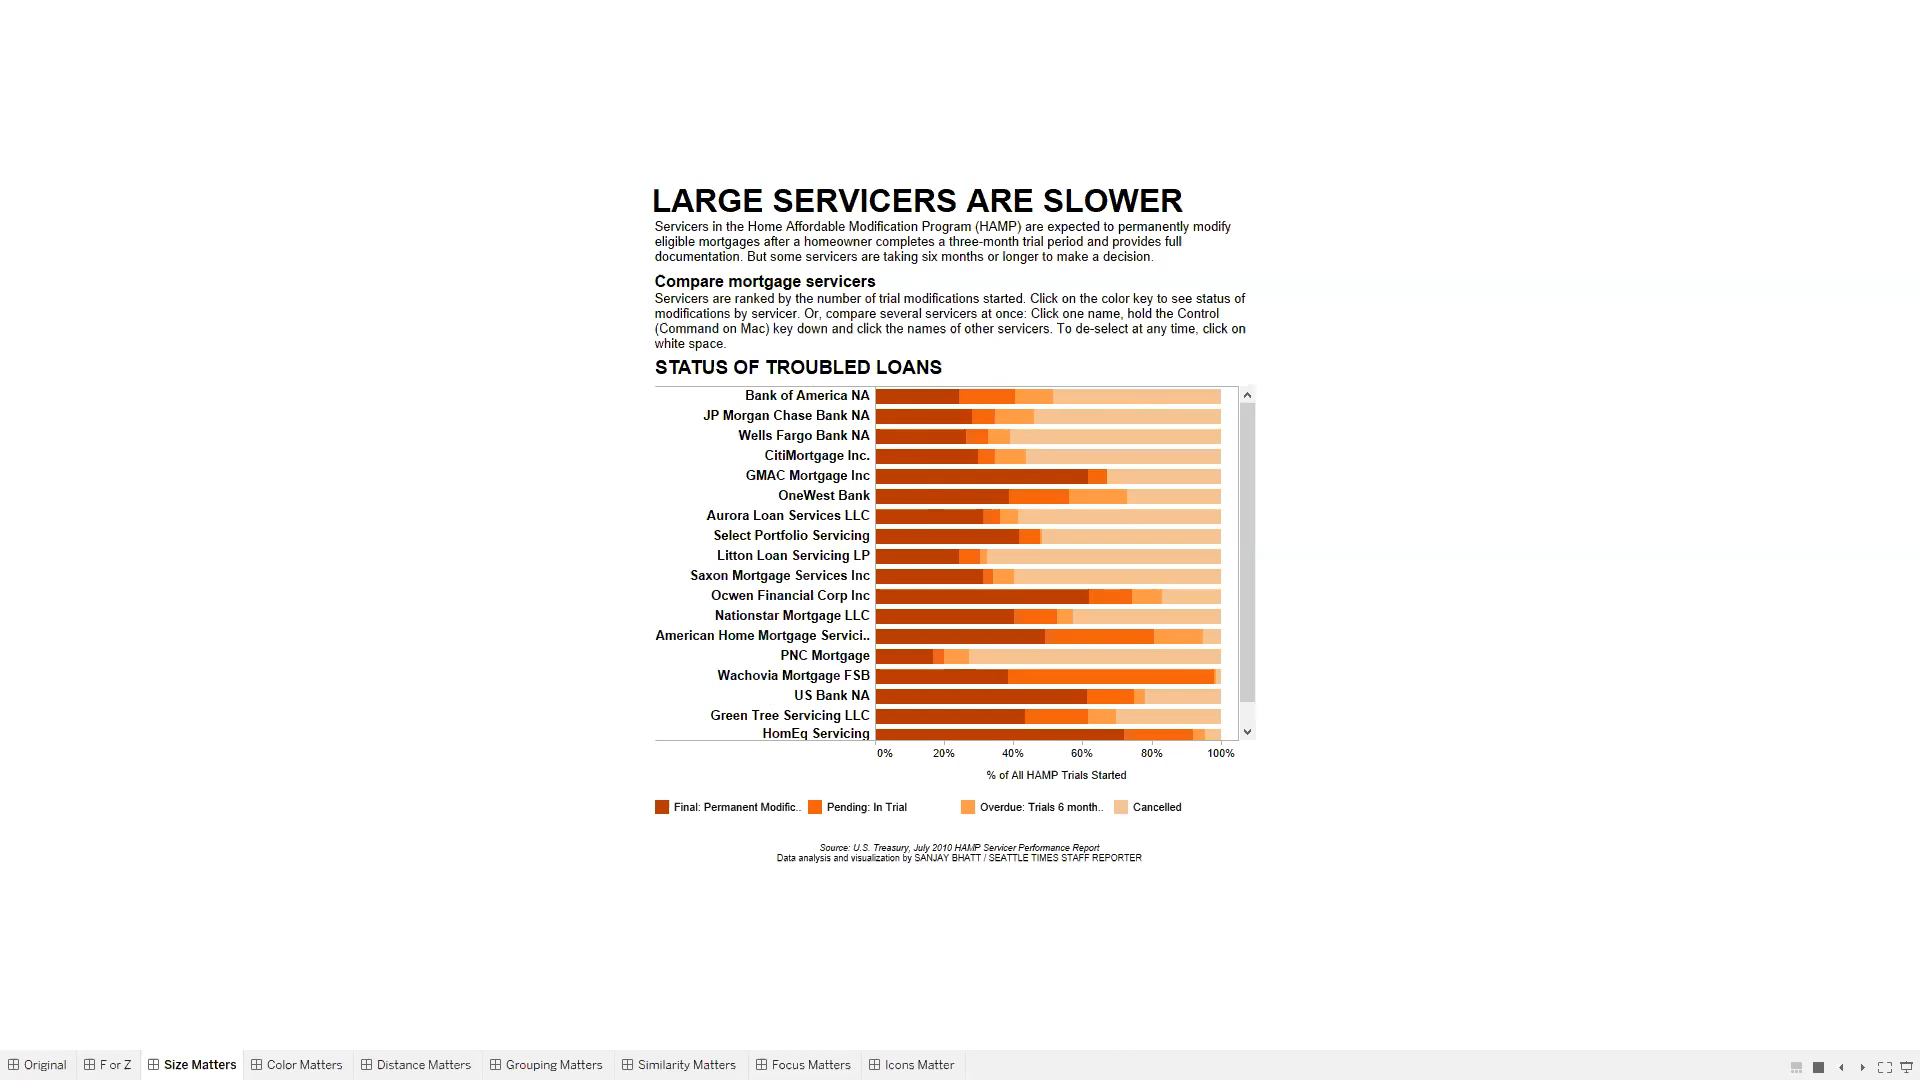 LARGE SERVICERS ARE SLOWER
Servicers in the Home Affordable Modification Program (HAMP) are expected to permanently modify
eligible mortgages after a homeowner completes a three-month trial period and provides full
documentation. But some servicers are taking six months or longer to make a decision.
Compare mortgage servicers
Servicers are ranked by the number of trial modifications started. Click on the color key to see status of
modifications by servicer. Or, compare several servicers at once: Click one name, hold the Control
(Command on Mac) key down and click the names of other servicers. To de-select at any time, click on
white space.
STATUS OF TROUBLED LOANS
Bank of America NA
JP Morgan Chase Bank NA
Wells Fargo Bank NA
CitiMortgage Inc.
GMAC Mortgage Inc
OneWest Bank
Aurora Loan Services LLC
Select Portfolio Servicing
Litton Loan Servicing LP
Saxon Mortgage Services Inc
Ocwen Financial Corp Inc
Nationstar Mortgage LLC
American Home Mortgage Servici..
PNC Mortgage
Wachovia Mortgage FSB
US Bank NA
Green Tree Servicing LLC
HomEq Servicing
0% 20% 40% 60% 80% 100%
% of All HAMP Trials Started
Final: Permanent Modific.. Pending: In Trial Overdue: Trials 6 month.. Cancelled
Source: U.S. Treasury, July 2010 HAMP Servicer Performance Report
Data analysis and visualization by SANJAY BHATT / SEATTLE TIMES STAFF REPORTER
Original F or Z Size Matters Color Matters Distance Matters Grouping Matters Similarity Matters Focus Matters Icons Matter